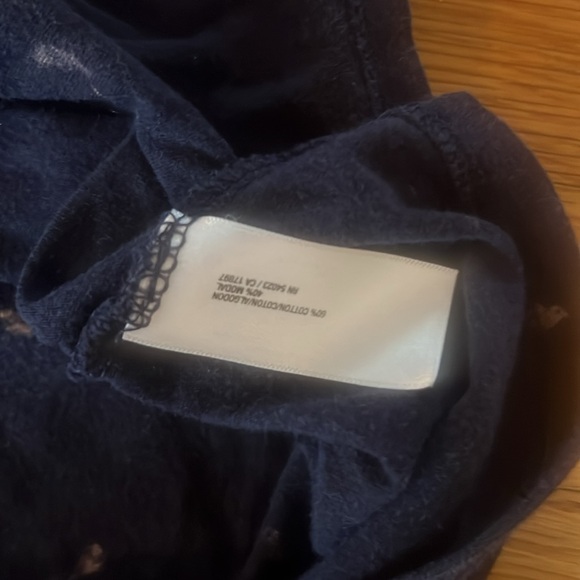 60% COTTON/COTON/ALGODON
40% MODAL
RN 54023 / CA 17897